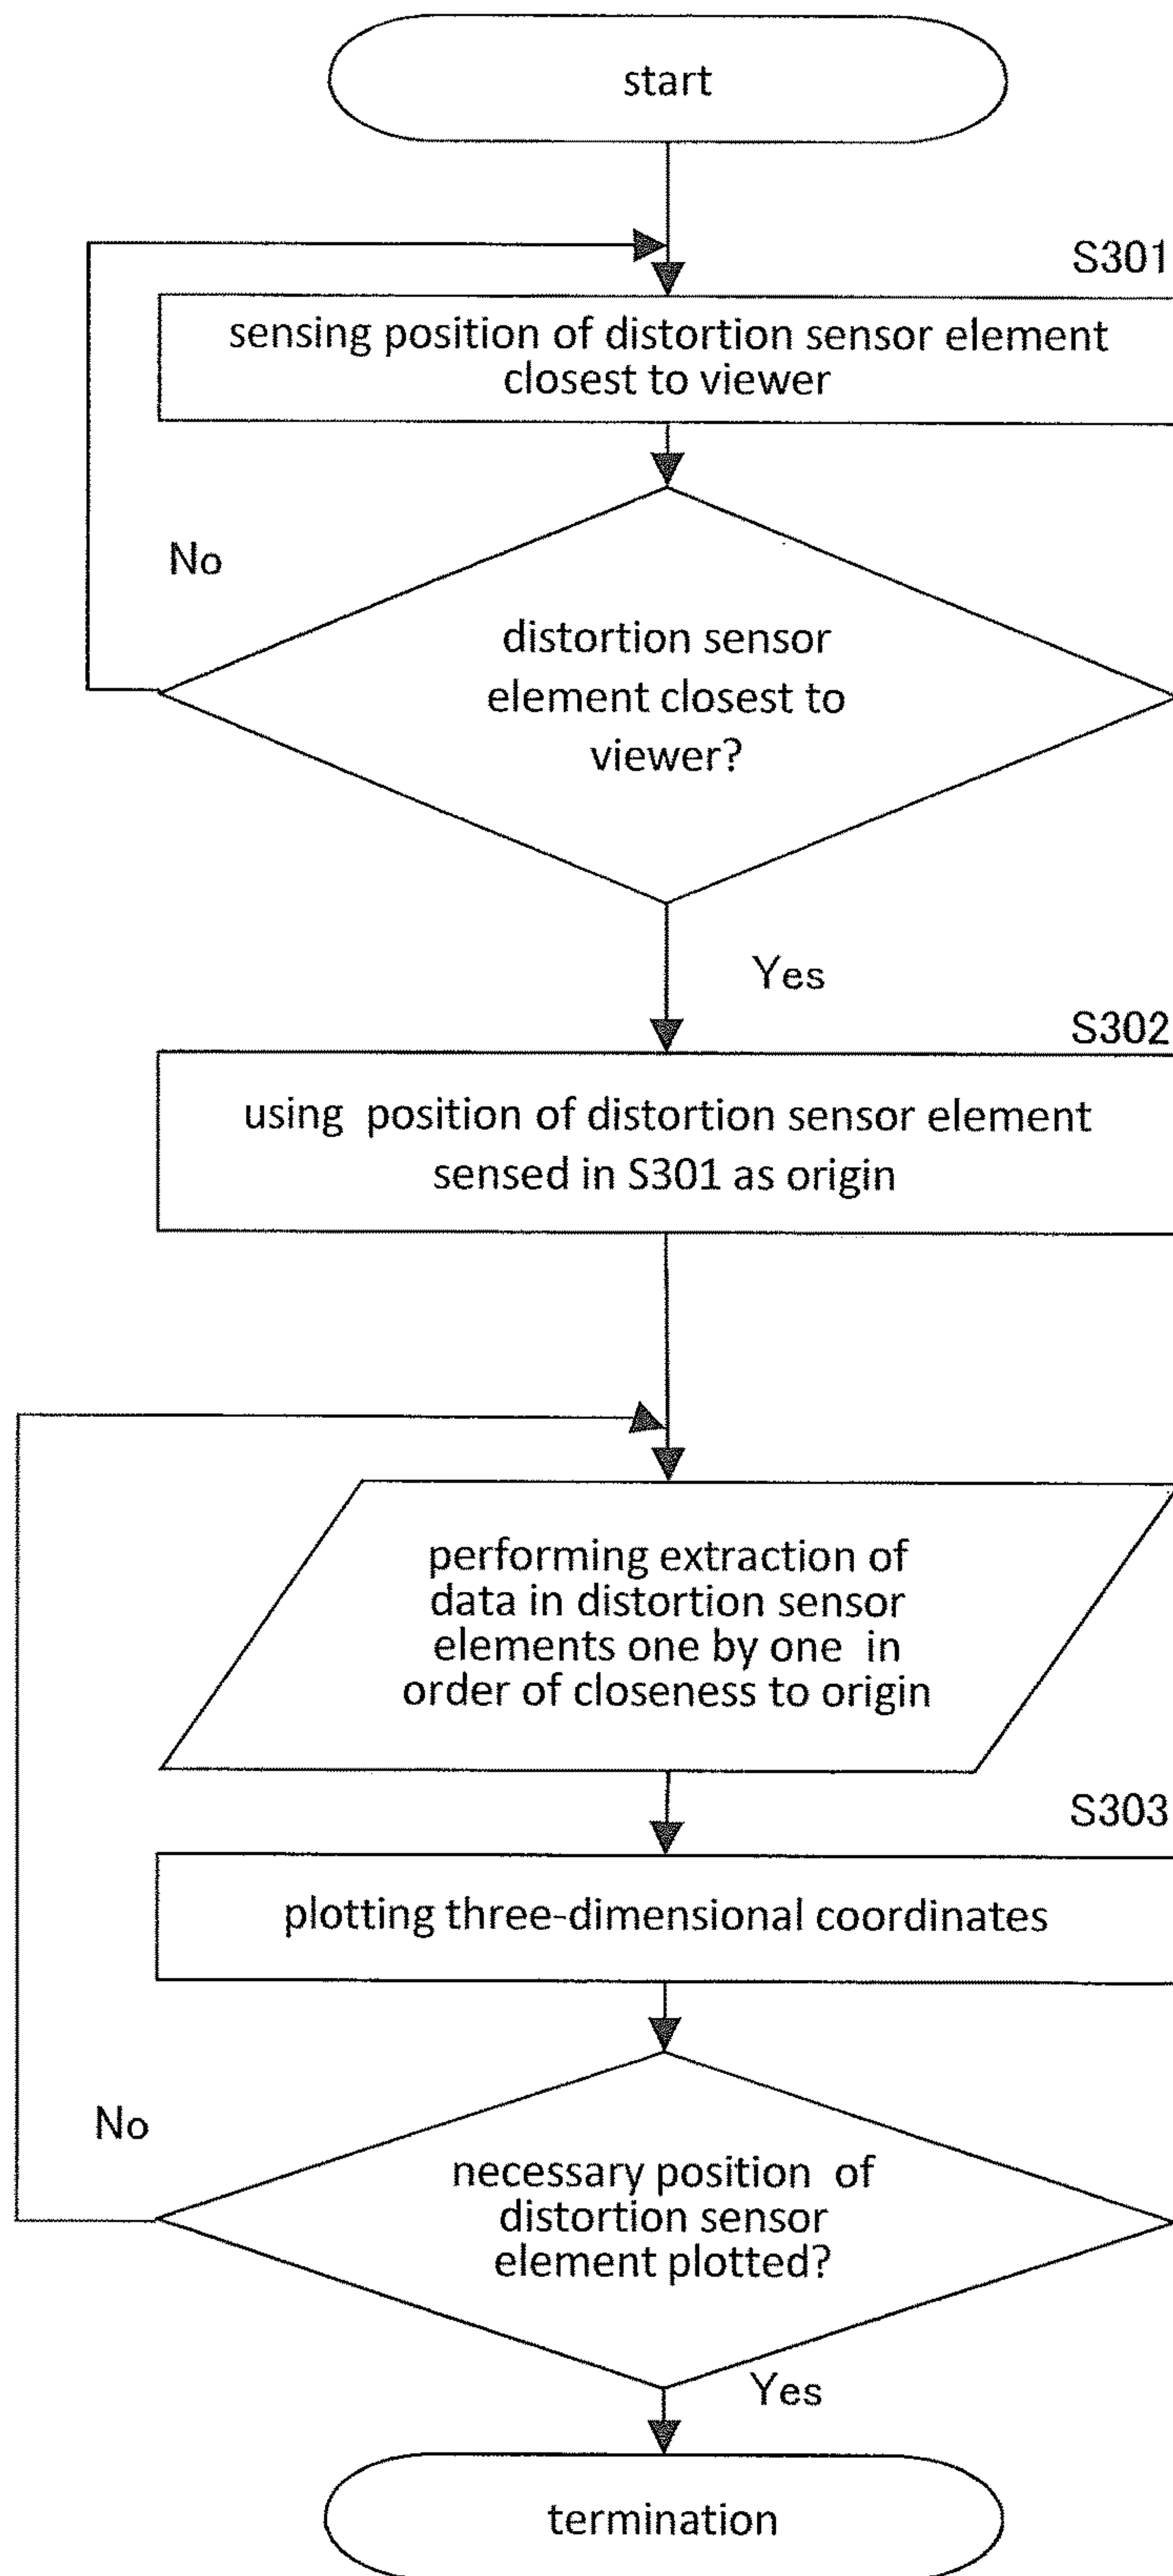 start
S301
sensing position of distortion sensor element
closest to viewer
No
distortion sensor
element closest to
viewer?
Yes
S302
using position of distortion sensor element
sensed in S301 as origin
performing extraction of
data in distortion sensor
elements one by one in
order of closeness to origin
S303
plotting three-dimensional coordinates
No
necessary position of
distortion sensor
element plotted?
Yes
termination